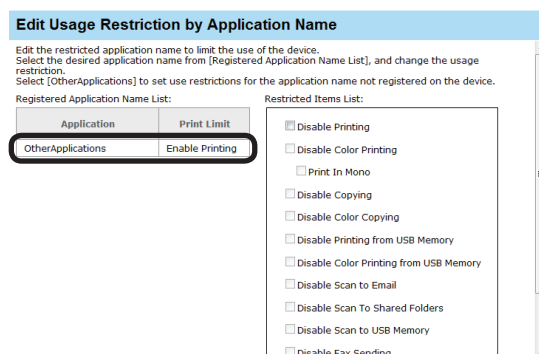 Edit Usage Restriction by Application Name
Edit the restricted application name to limit the use of the device.
Select the desired application name from [Registered Application Name List], and change the usage
restriction.
Select [OtherApplications] to set use restrictions for the application name not registered on the device.
Registered Application Name List:
Restricted Items List:
Application Print Limit
OtherApplications Enable Printing
Disable Printing
Disable Color Printing
Print In Mono
Disable Copying
Disable Color Copying
Disable Printing from USB Memory
Disable Color Printing from USB Memory
Disable Scan to Email
Disable Scan To Shared Folders
Disable Scan to USB Memory
Disable Fax Sending